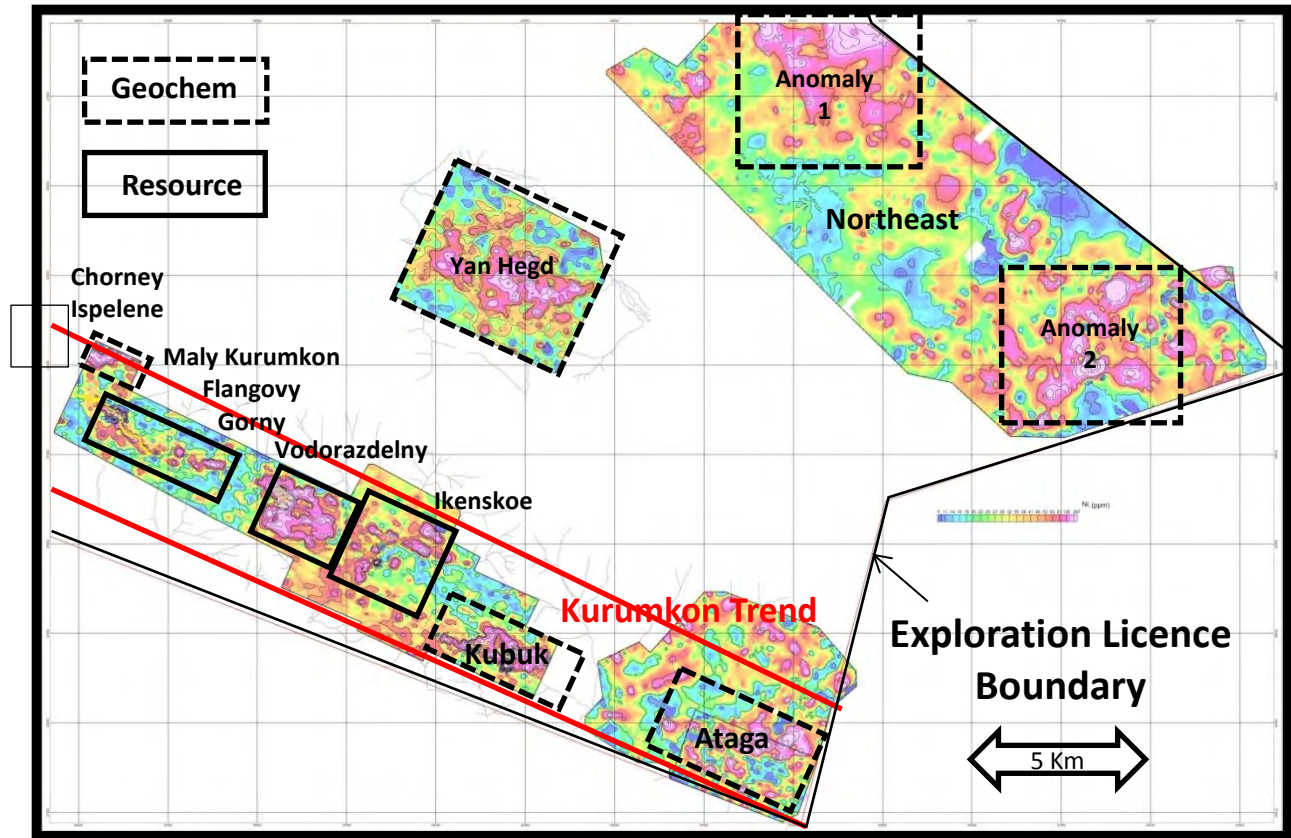 Geochem
Resource
Anomaly
1
Northeast
Yan Hegd
Anomaly
2
Chorney
Ispelene
Maly Kurumkon
Flangovy
Gorny
Vodorazdelny
Ikenskoe
Ni, (ppm)
Kurumkon Trend
Kubuk
Ataga
Exploration Licence
Boundary
5 Km